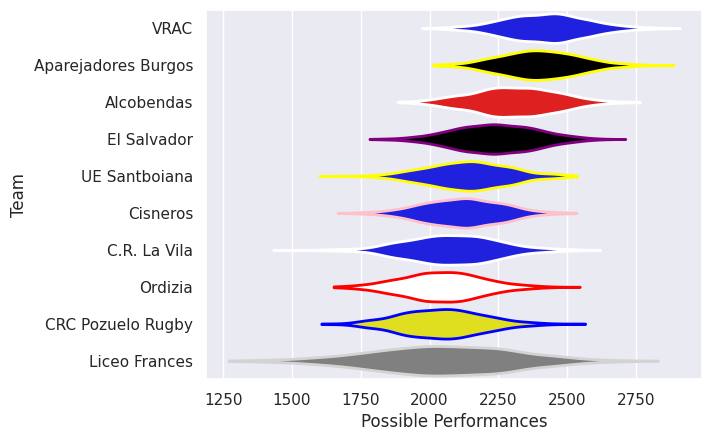 VRAC
Aparejadores Burgos
Alcobendas
El Salvador
UE Santboiana
Cisneros
C.R. La Vila
Ordizia
CRC Pozuelo Rugby
Liceo Frances
Team
1250 1500 1750 2000 2250 2500 2750
Possible Performances